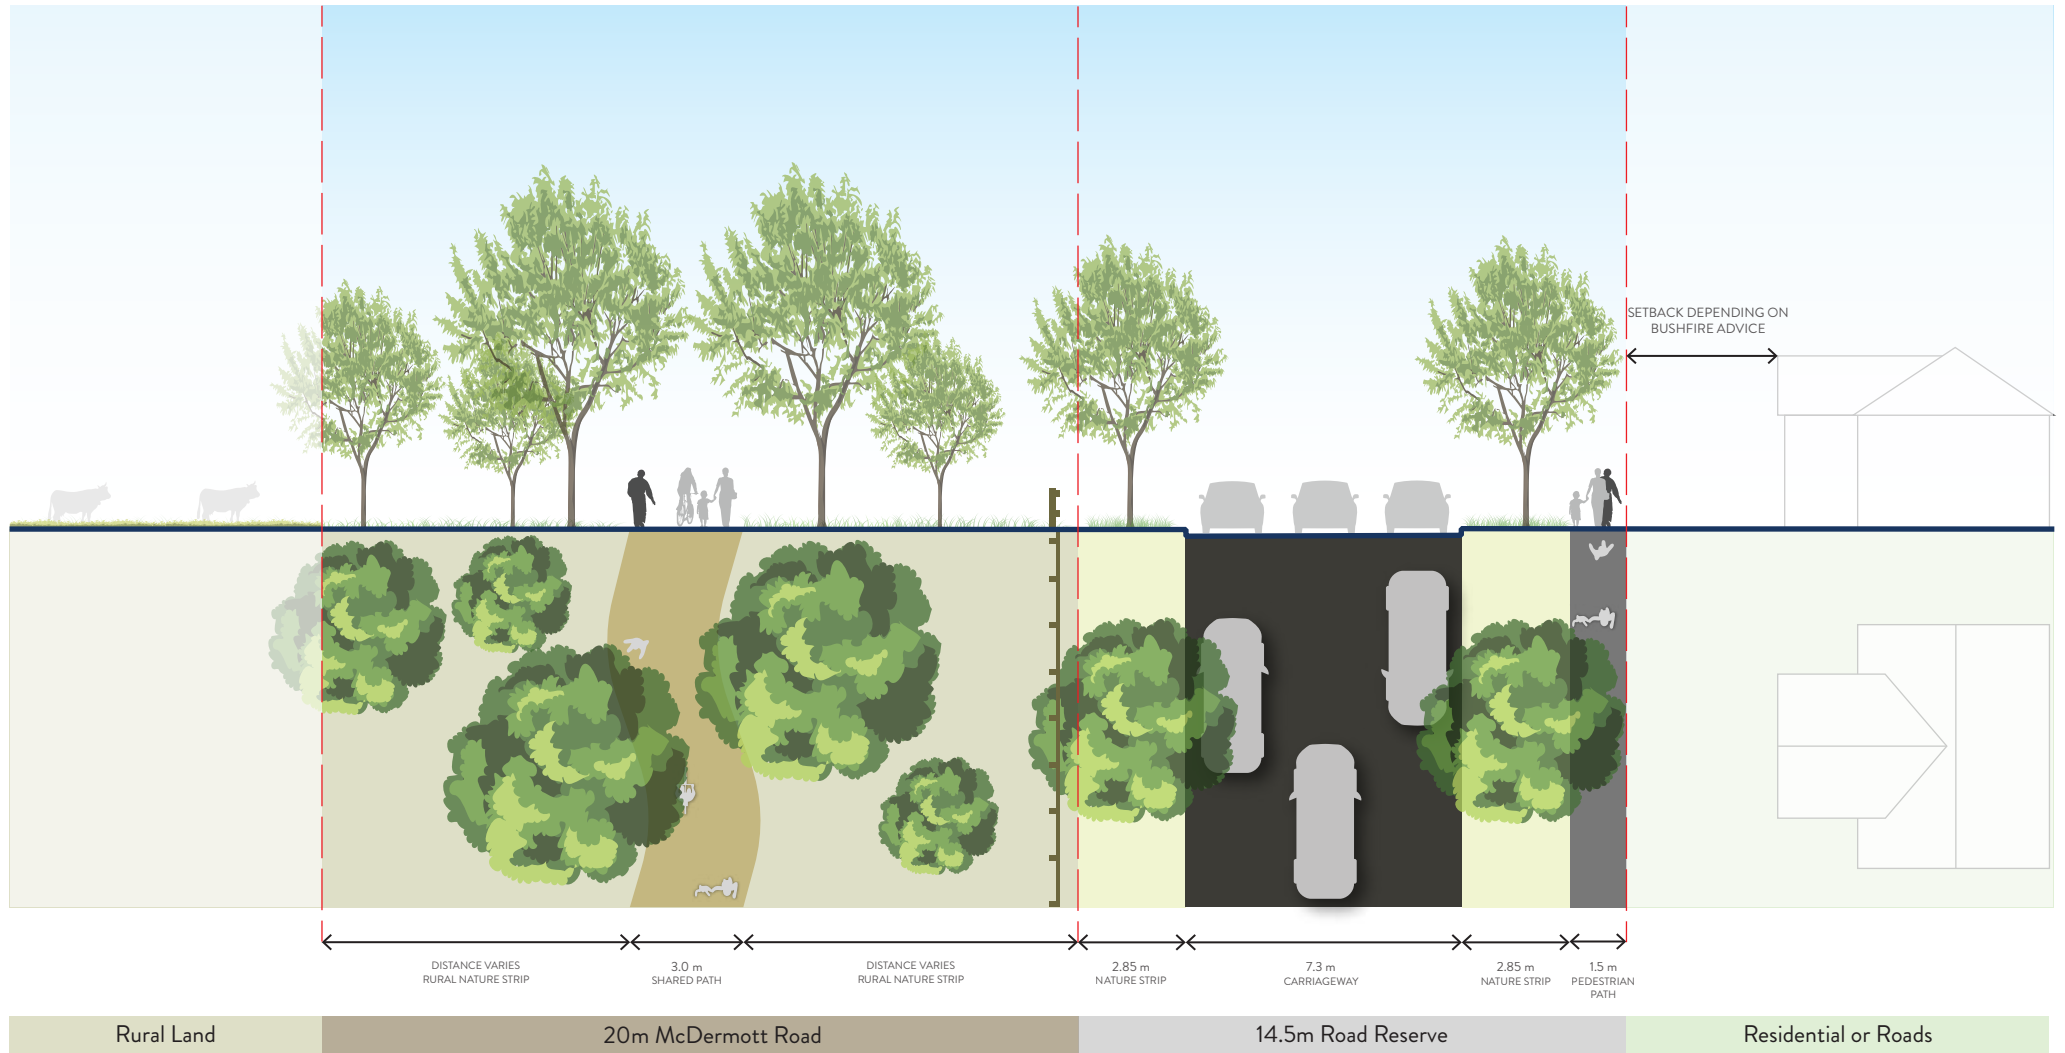 SETBACK DEPENDING ON
BUSHFIRE ADVICE
DISTANCE VARIES
RURAL NATURE STRIP
3.0 m
SHARED PATH
DISTANCE VARIES
RURAL NATURE STRIP
2.85 m
NATURE STRIP
7.3 m
CARRIAGEWAY
2.85 m
NATURE STRIP
1.5 m
PEDESTRIAN
PATH
Rural Land
20m McDermott Road
14.5m Road Reserve
Residential or Roads